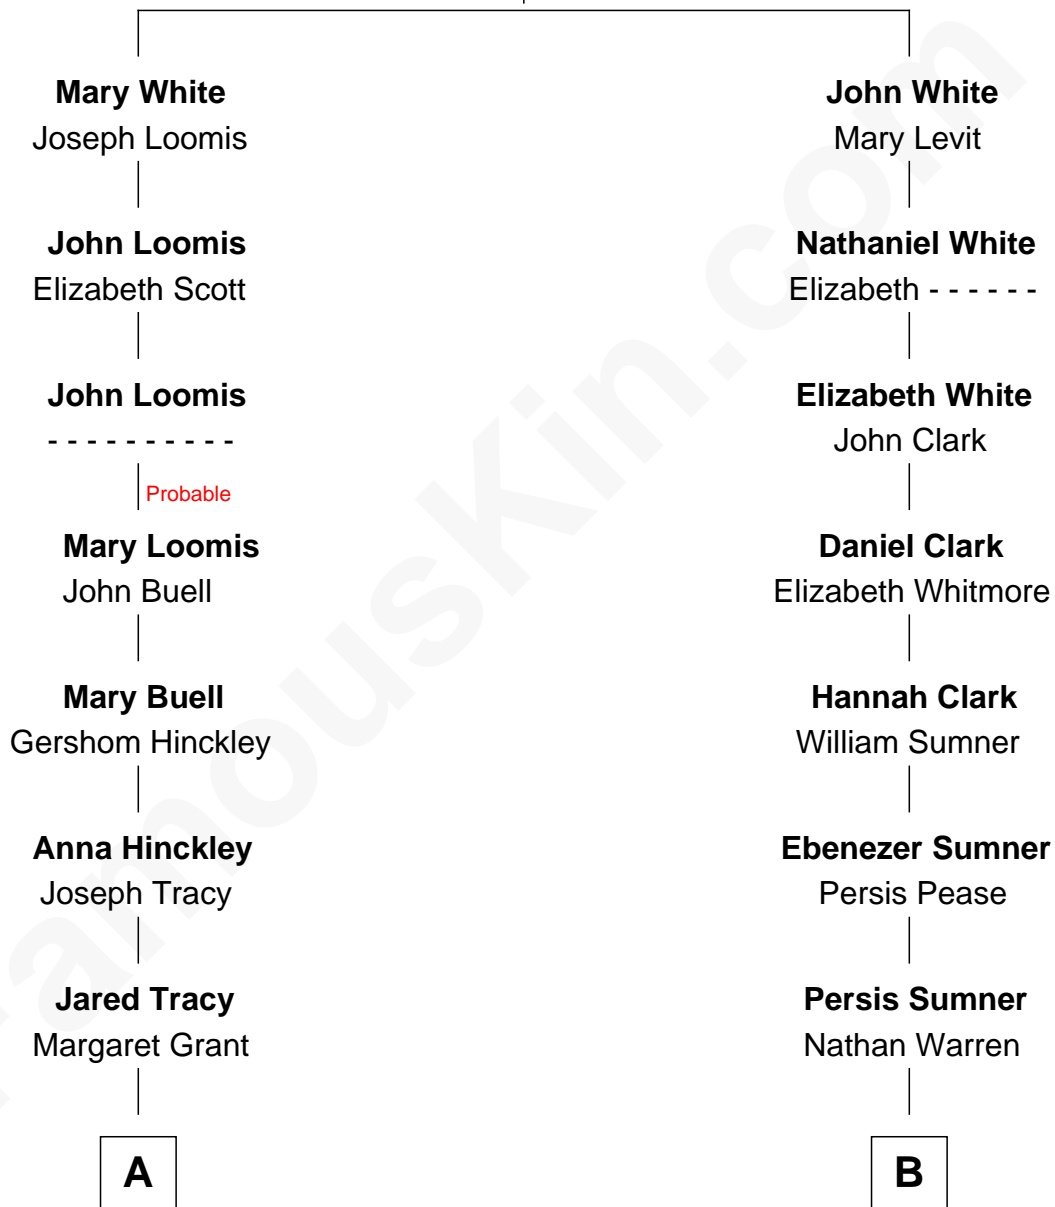 Mary White
Joseph Loomis
John Loomis
Elizabeth Scott
John Loomis
- - - - - - - - - -
Probable
Mary Loomis
John Buell
Mary Buell
Gershom Hinckley
Anna Hinckley
Joseph Tracy
Jared Tracy
Margaret Grant
A
John White
Mary Levit
Nathaniel White
Elizabeth - - - - - -
Elizabeth White
John Clark
Daniel Clark
Elizabeth Whitmore
Hannah Clark
William Sumner
Ebenezer Sumner
Persis Pease
Persis Sumner
Nathan Warren
B
FamousKin.com